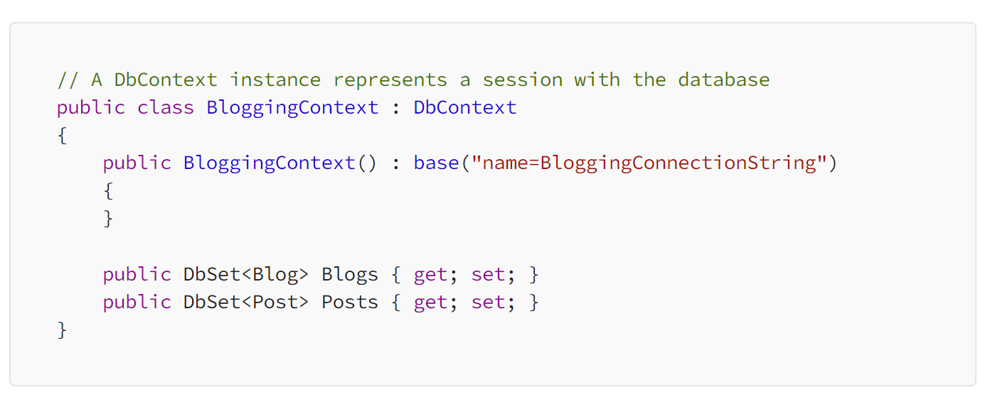 // A DbContext instance represents a session with the database
public class BloggingContext : DbContext
{
    public BloggingContext() : base("name=BloggingConnectionString")
    {
    }

    public DbSet<Blog> Blogs { get; set; }
    public DbSet<Post> Posts { get; set; }
}